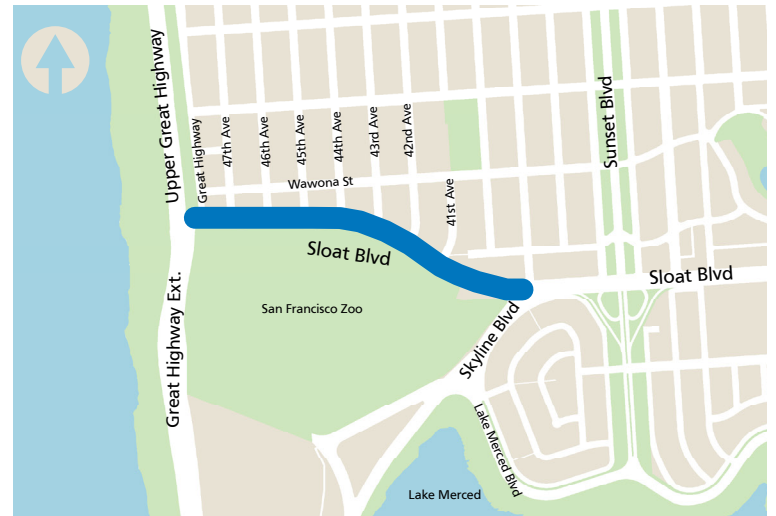 Upper Great Highway
Great Highway
47th Ave
46th Ave
45th Ave
44th Ave
43rd Ave
42nd Ave
Sunset Blvd
Wawona St
41st Ave
Sloat Blvd
Sloat Blvd
Great Highway Ext.
San Francisco Zoo
Skyline Blvd
Lake Merced Blvd
Lake Merced